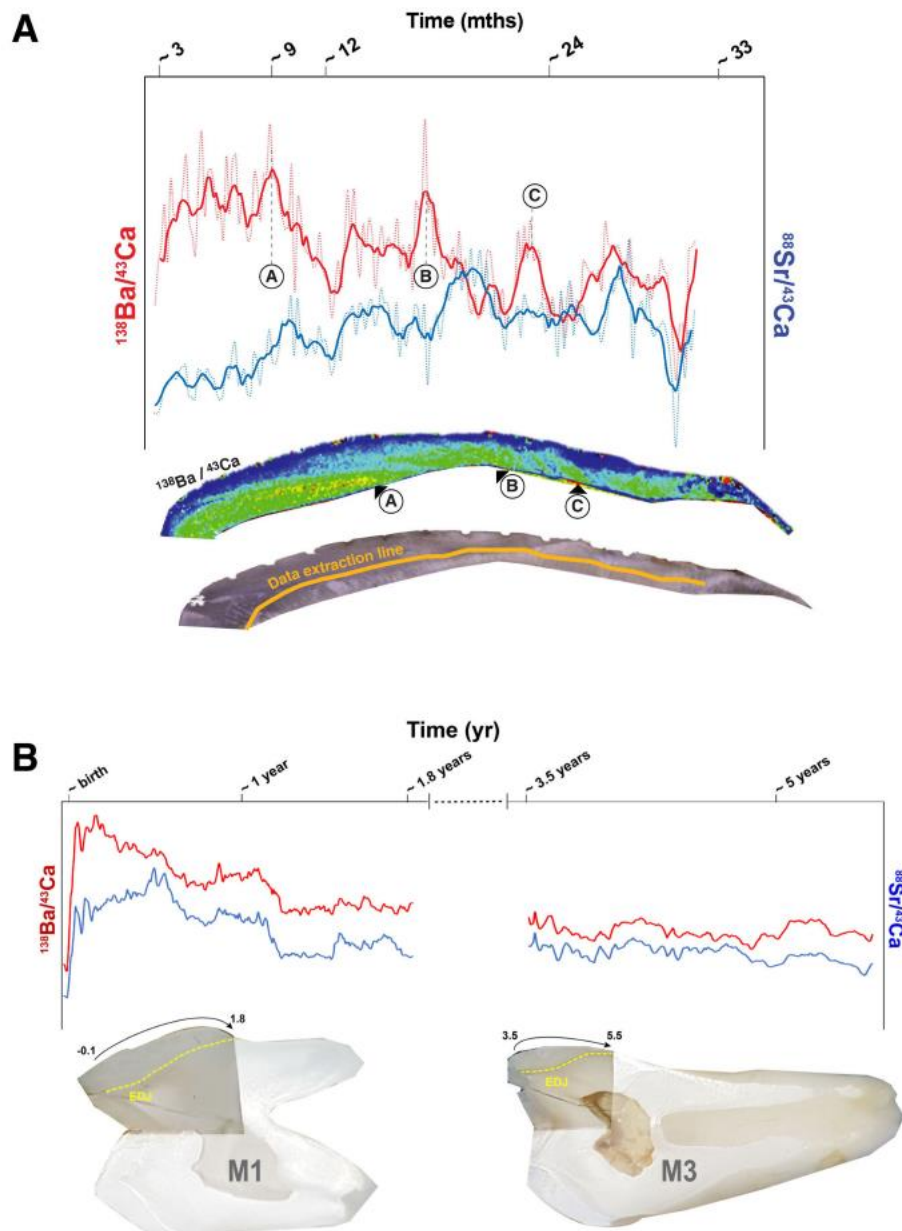 A
Time (mths)
~ 3
~ 9
~ 12
~ 24
~ 33
¹³⁸Ba/⁴³Ca
⁸⁸Sr/⁴³Ca
A
B
C
¹³⁸Ba / ⁴³Ca
A
B
C
Data extraction line
B
Time (yr)
~ birth
~ 1 year
~ 1.8 years
~ 3.5 years
~ 5 years
¹³⁸Ba/⁴³Ca
⁸⁸Sr/⁴³Ca
-0.1
1.8
EDJ
M1
3.5
5.5
EDJ
M3